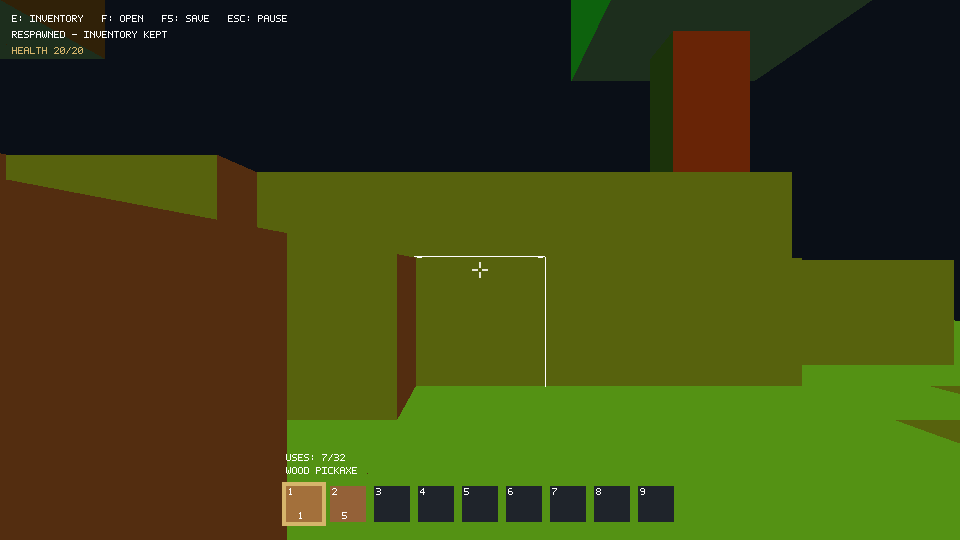 E: INVENTORY   F: OPEN   F5: SAVE   ESC: PAUSE
RESPAWNED - INVENTORY KEPT
HEALTH 20/20
USES: 7/32
WOOD PICKAXE
1 2 3 4 5 6 7 8 9
1 5